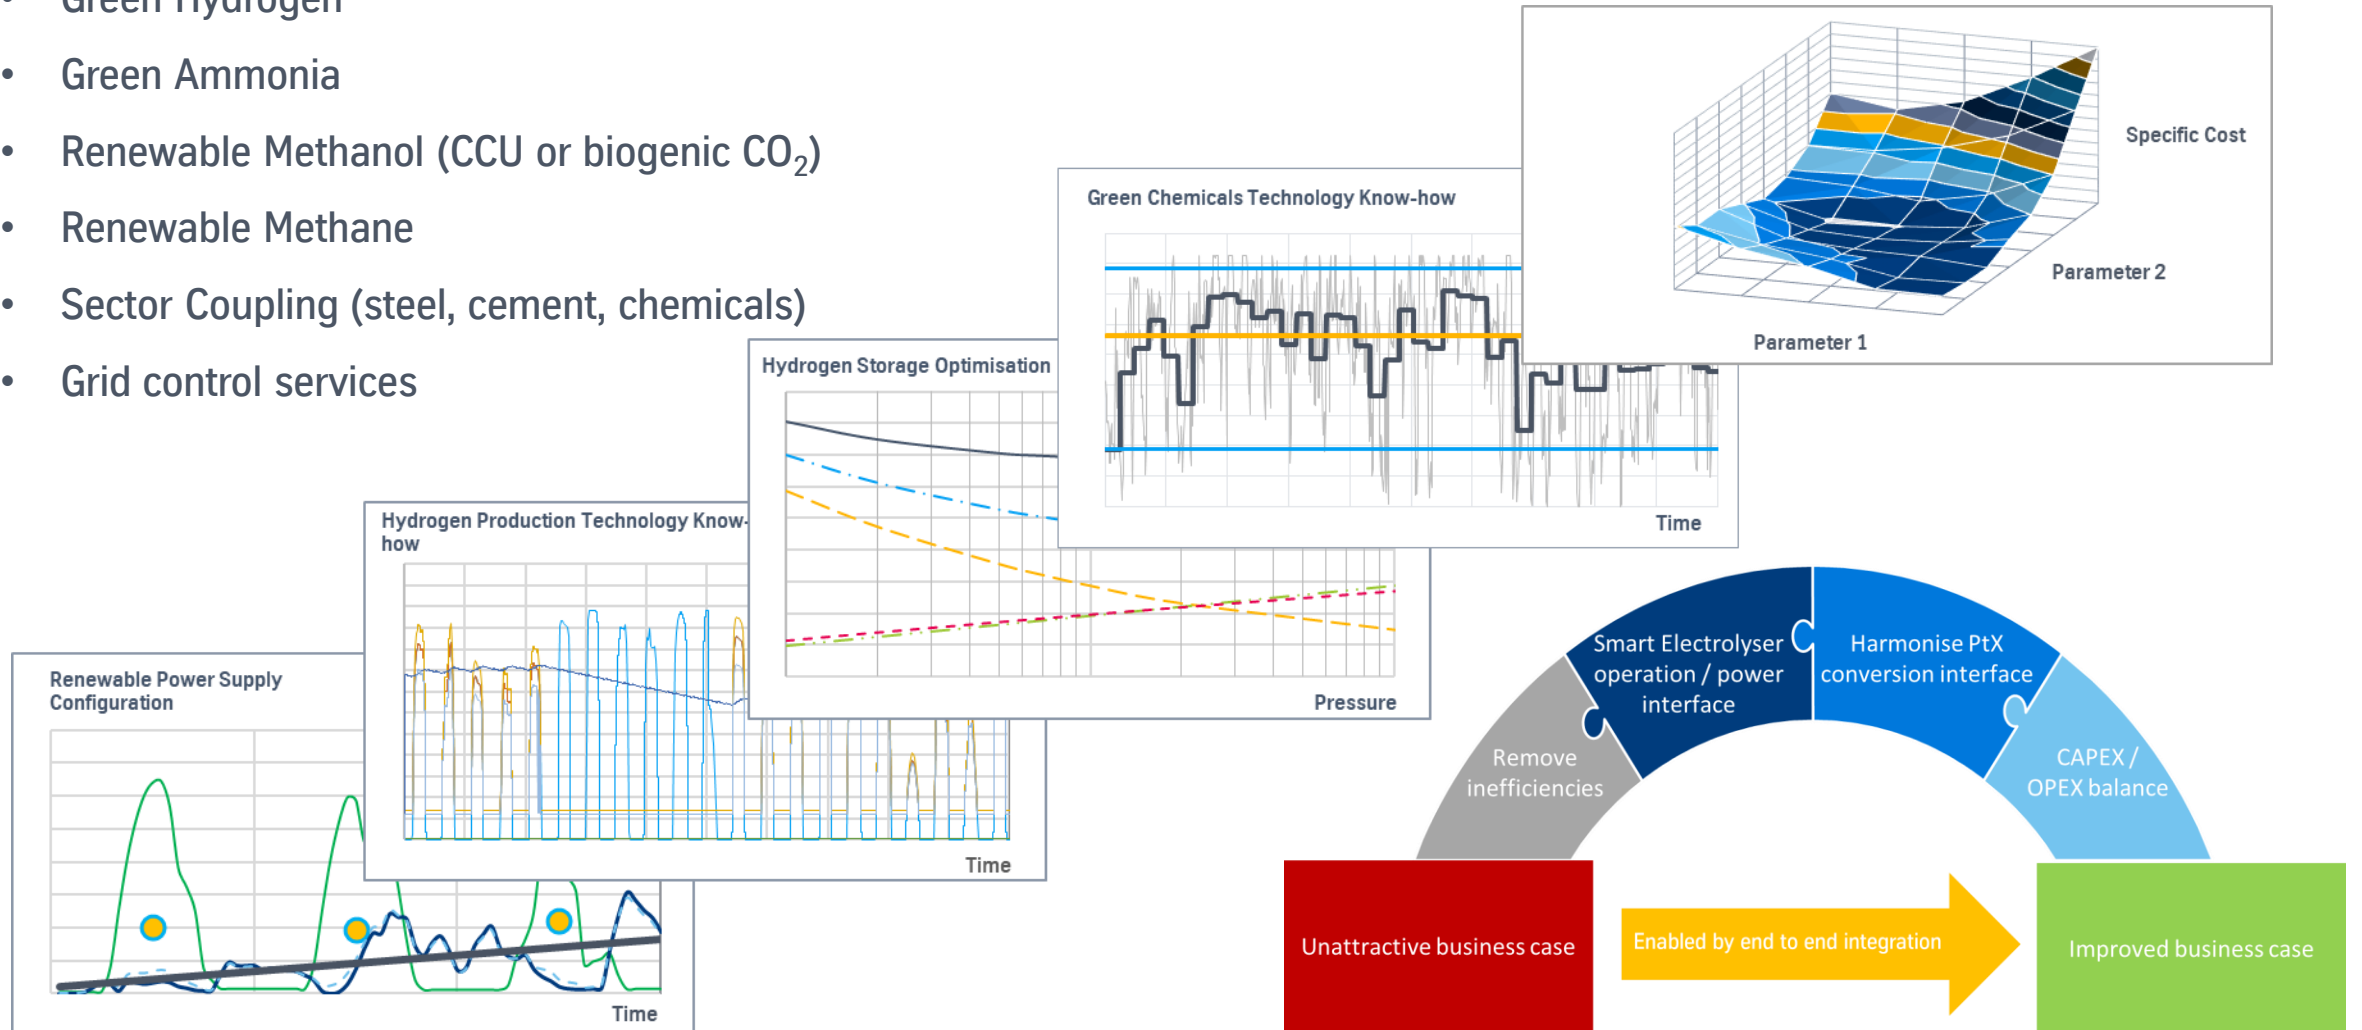 • Green Hydrogen
• Green Ammonia
• Renewable Methanol (CCU or biogenic CO₂)
• Renewable Methane
• Sector Coupling (steel, cement, chemicals)
• Grid control services
Specific Cost
Parameter 2
Parameter 1
Green Chemicals Technology Know-how
Time
Hydrogen Storage Optimisation
Pressure
Hydrogen Production Technology Know-
how
Time
Renewable Power Supply
Configuration
Time
Remove
inefficiencies
Smart Electrolyser
operation / power
interface
Harmonise PtX
conversion interface
CAPEX /
OPEX balance
Unattractive business case
Enabled by end to end integration
Improved business case